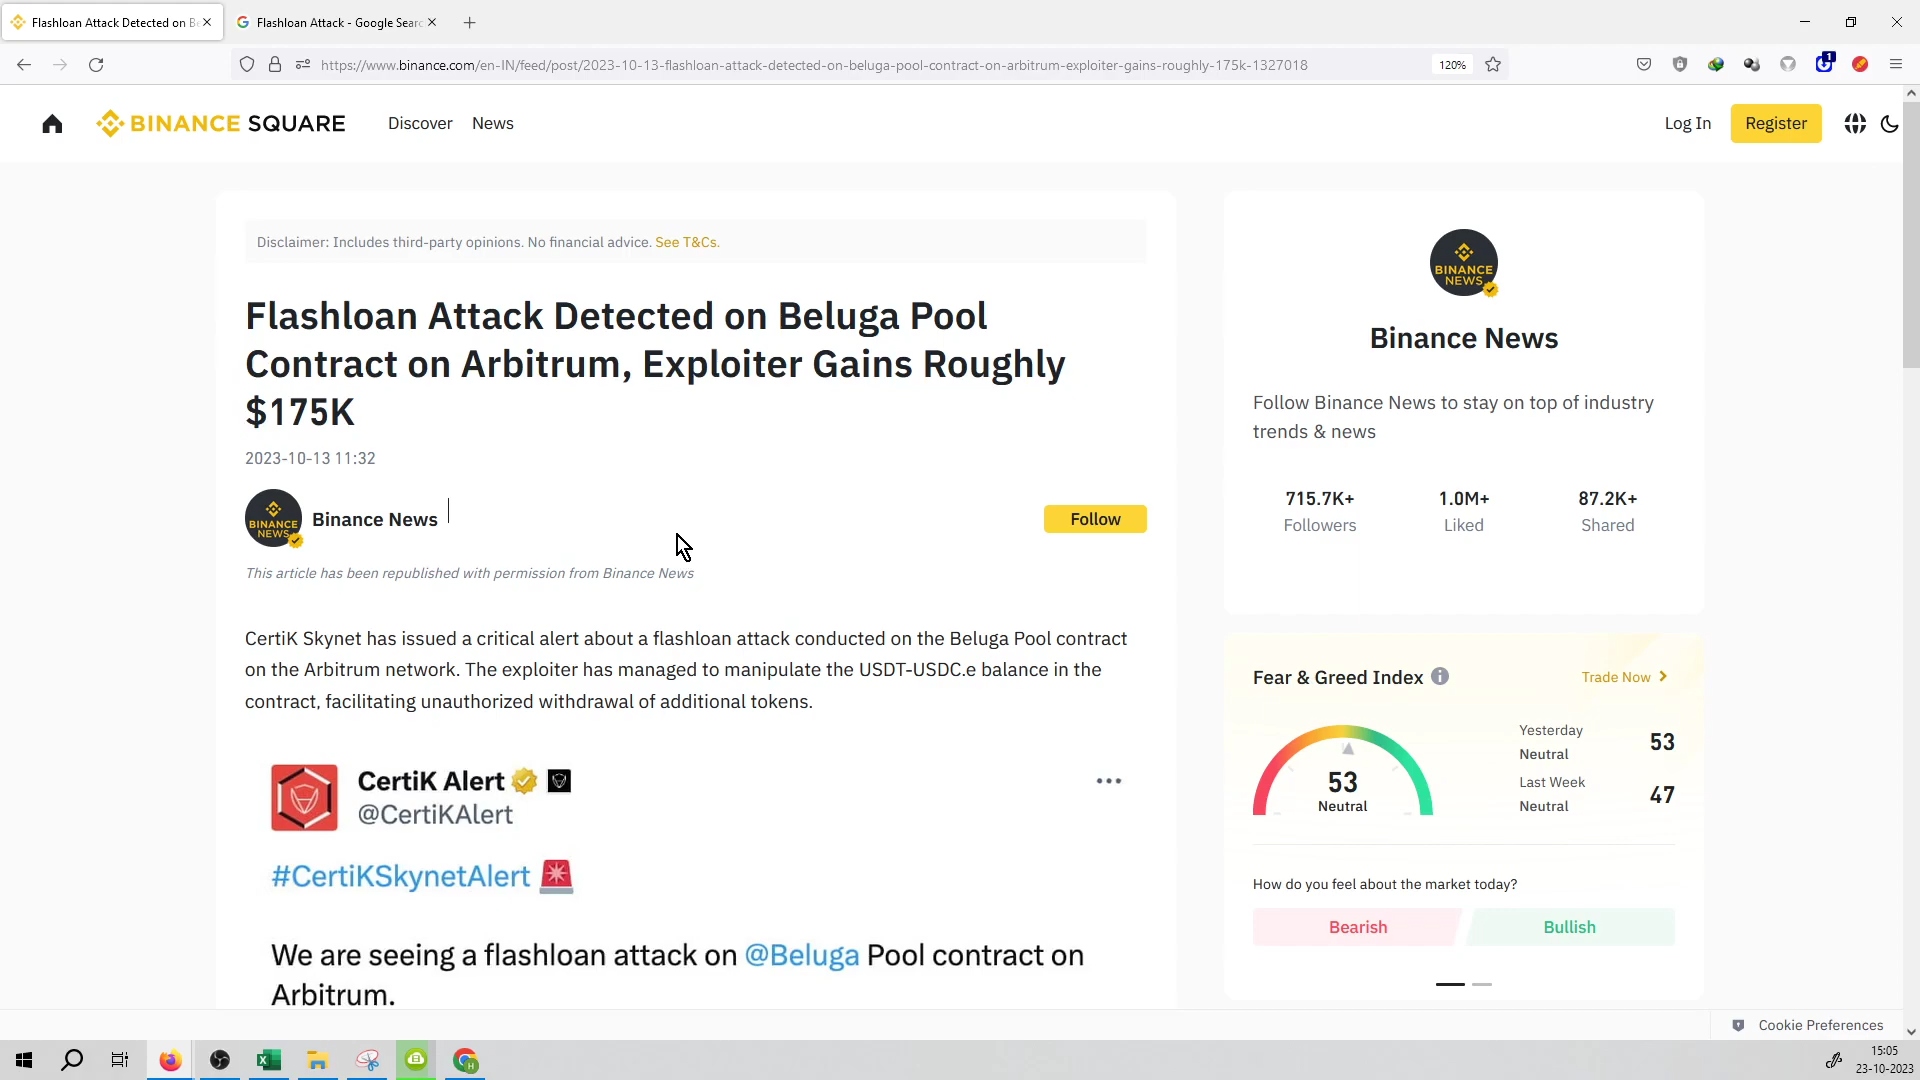 Flashloan Attack Detected on Be
Flashloan Attack - Google Searc
https://www.binance.com/en-IN/feed/post/2023-10-13-flashloan-attack-detected-on-beluga-pool-contract-on-arbitrum-exploiter-gains-roughly-175k-1327018
120%
1
BINANCE SQUARE
Discover
News
Log In
Register
Disclaimer: Includes third-party opinions. No financial advice. See T&Cs.
Flashloan Attack Detected on Beluga Pool
Contract on Arbitrum, Exploiter Gains Roughly
$175K
2023-10-13 11:32
BINANCE
NEWS
Binance News
Follow
This article has been republished with permission from Binance News
CertiK Skynet has issued a critical alert about a flashloan attack conducted on the Beluga Pool contract
on the Arbitrum network. The exploiter has managed to manipulate the USDT-USDC.e balance in the
contract, facilitating unauthorized withdrawal of additional tokens.
CertiK Alert
@CertiKAlert
#CertiKSkynetAlert
We are seeing a flashloan attack on @Beluga Pool contract on
Arbitrum.
BINANCE
NEWS
Binance News
Follow Binance News to stay on top of industry
trends & news
715.7K+
1.0M+
87.2K+
Followers
Liked
Shared
Fear & Greed Index
Trade Now
53
Neutral
Yesterday
Neutral
53
Last Week
Neutral
47
How do you feel about the market today?
Bearish
Bullish
Cookie Preferences
15:05
23-10-2023